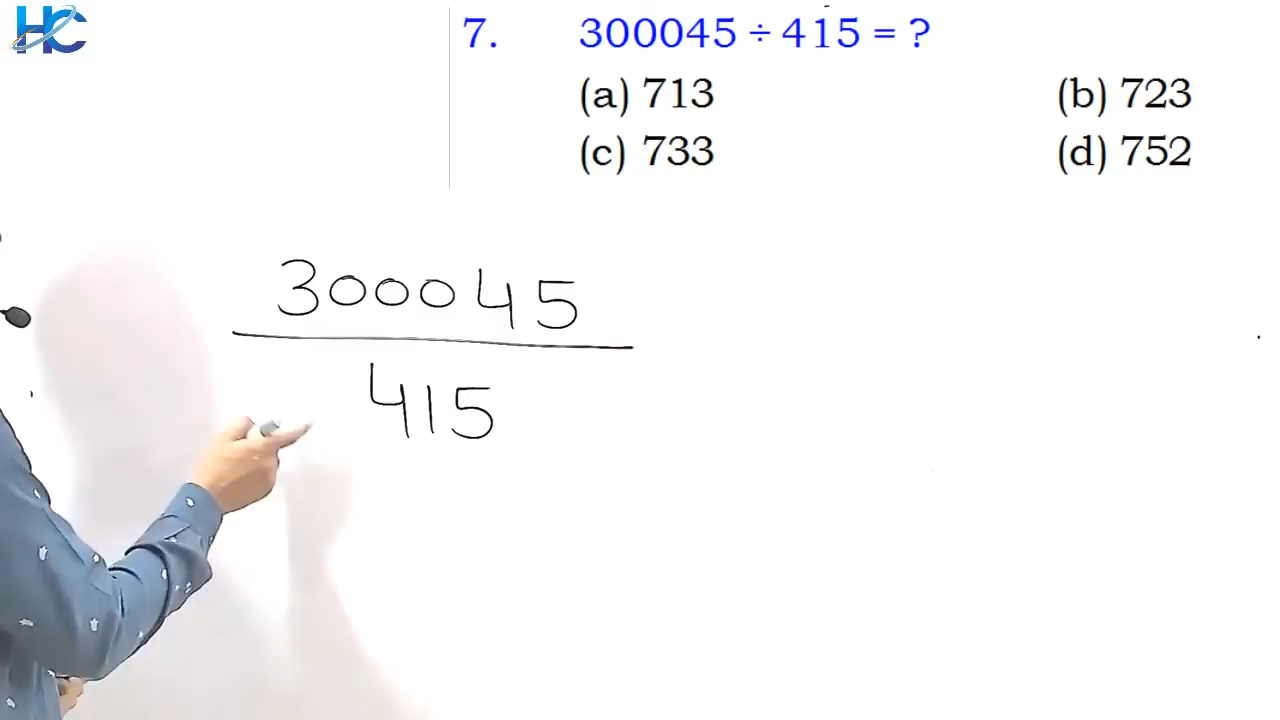 HC
7. 300045 ÷ 415 = ?
(a) 713 (b) 723
(c) 733 (d) 752
300045
415